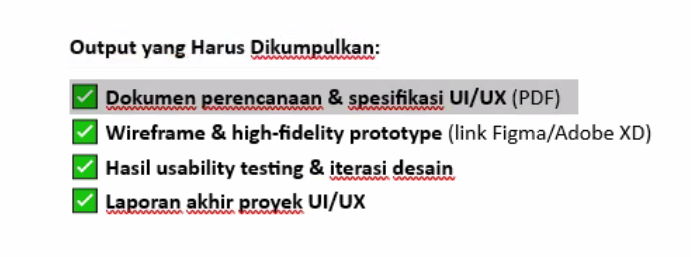 Output yang Harus Dikumpulkan:
✅ Dokumen perencanaan & spesifikasi UI/UX (PDF)
✅ Wireframe & high-fidelity prototype (link Figma/Adobe XD)
✅ Hasil usability testing & iterasi desain
✅ Laporan akhir proyek UI/UX